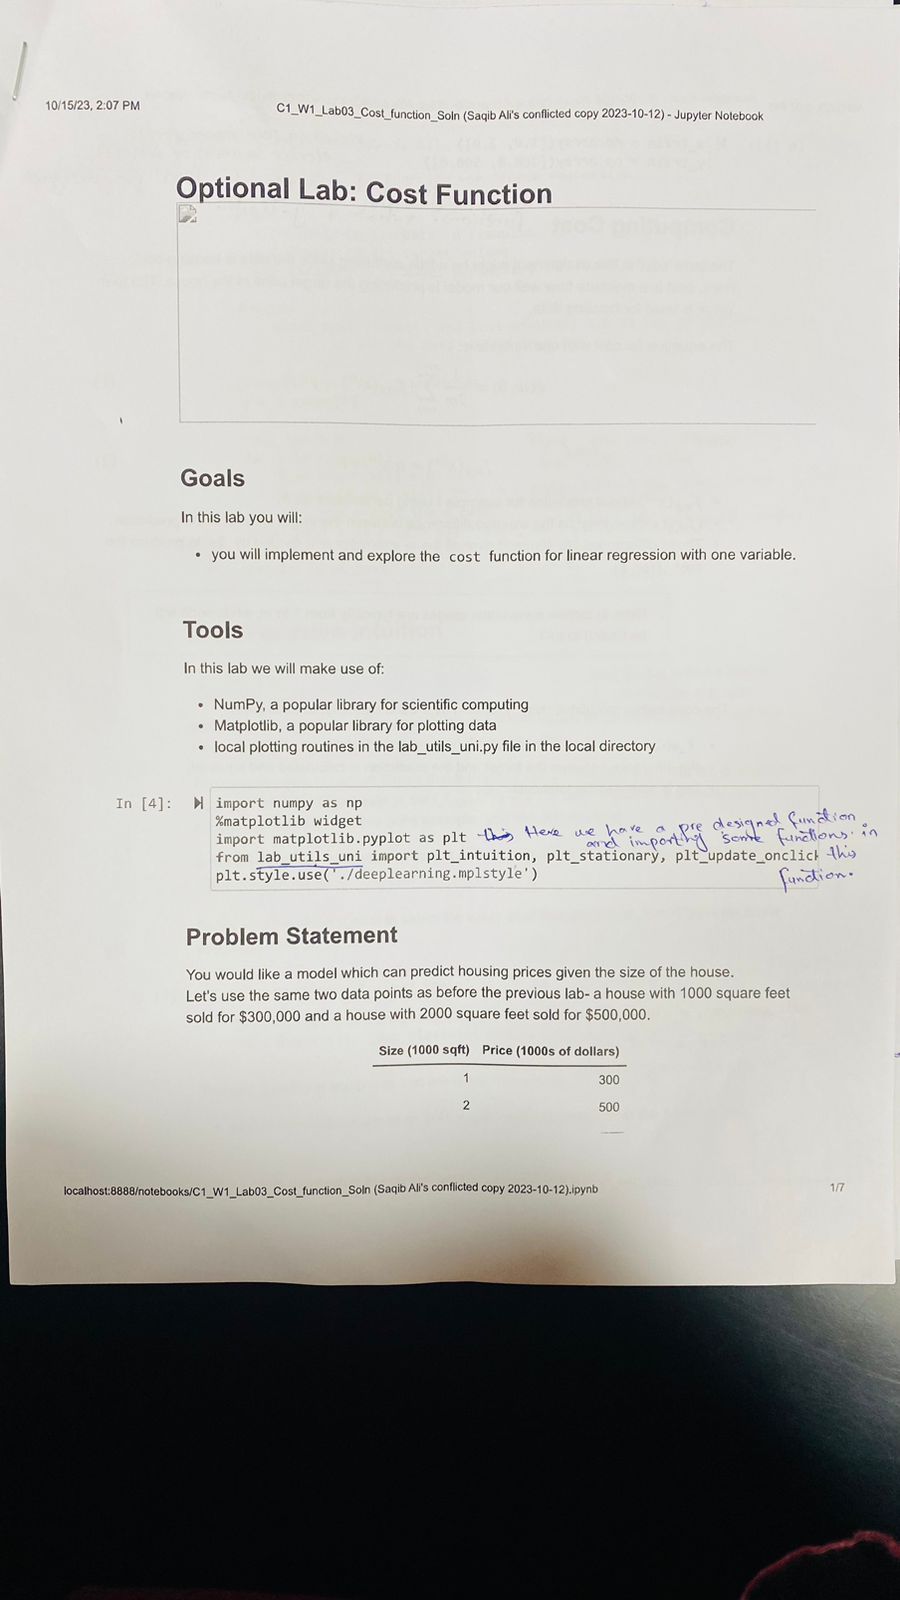 10/15/23, 2:07 PM
C1_W1_Lab03_Cost_function_Soln (Saqib Ali's conflicted copy 2023-10-12) - Jupyter Notebook
Optional Lab: Cost Function
Goals
In this lab you will:
• you will implement and explore the cost function for linear regression with one variable.
Tools
In this lab we will make use of:
• NumPy, a popular library for scientific computing
• Matplotlib, a popular library for plotting data
• local plotting routines in the lab_utils_uni.py file in the local directory
In [4]:
import numpy as np
%matplotlib widget
import matplotlib.pyplot as plt
Here we have a pre designed function
and importing some functions in
from lab_utils_uni import plt_intuition, plt_stationary, plt_update_onclick
this
plt.style.use('./deeplearning.mplstyle')
function.
Problem Statement
You would like a model which can predict housing prices given the size of the house.
Let's use the same two data points as before the previous lab- a house with 1000 square feet
sold for $300,000 and a house with 2000 square feet sold for $500,000.
Size (1000 sqft) Price (1000s of dollars)
1 300
2 500
localhost:8888/notebooks/C1_W1_Lab03_Cost_function_Soln (Saqib Ali's conflicted copy 2023-10-12).ipynb
1/7